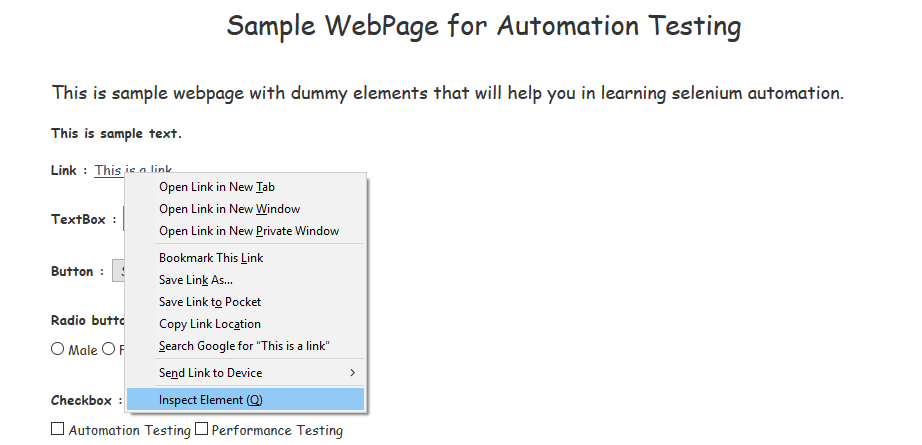 Sample WebPage for Automation Testing
This is sample webpage with dummy elements that will help you in learning selenium automation.
This is sample text.
Link : This is a link
Open Link in New Tab
Open Link in New Window
TextBox :
Open Link in New Private Window
Bookmark This Link
Button :
Save Link As...
Save Link to Pocket
Radio
Copy Link Location
Search Google for “This is a link”
Male
Send Link to Device
Checkbox :
Inspect Element (Q)
Automation Testing Performance Testing